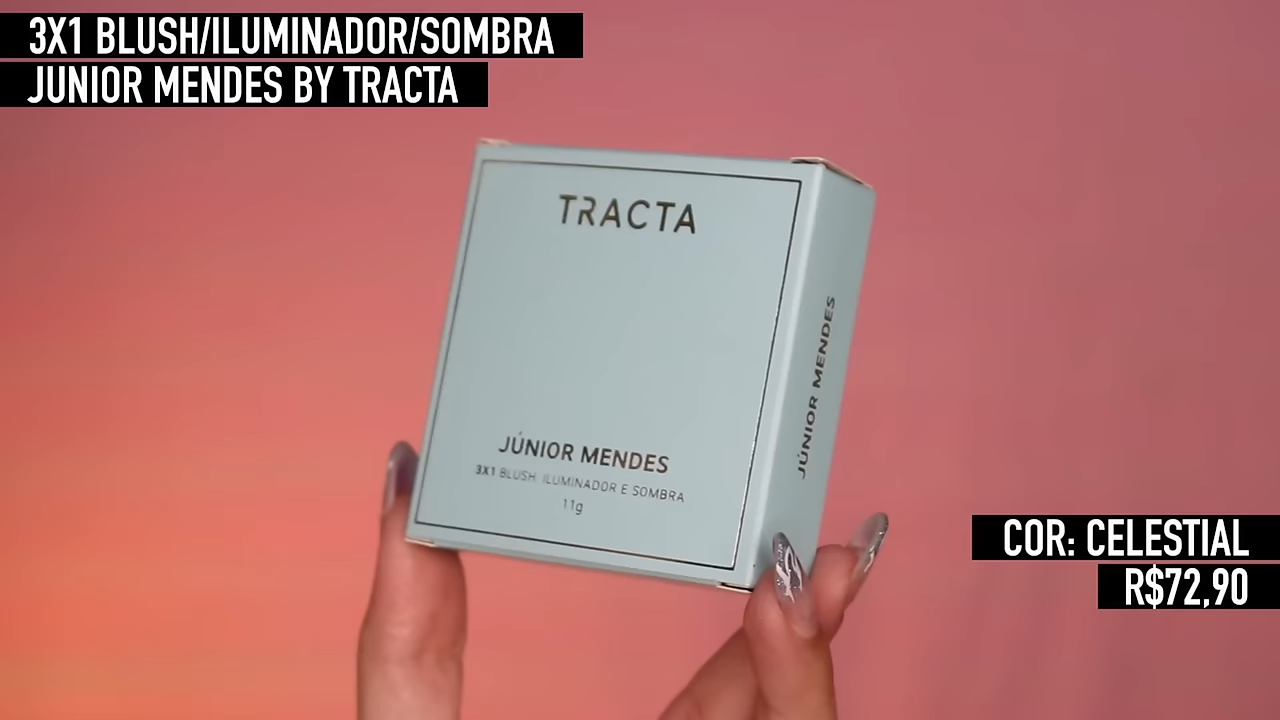 3X1 BLUSH/ILUMINADOR/SOMBRA
JUNIOR MENDES BY TRACTA
TRACTA
JÚNIOR MENDES
3X1 BLUSH, ILUMINADOR E SOMBRA
11g
JÚNIOR MENDES
COR: CELESTIAL
R$72,90